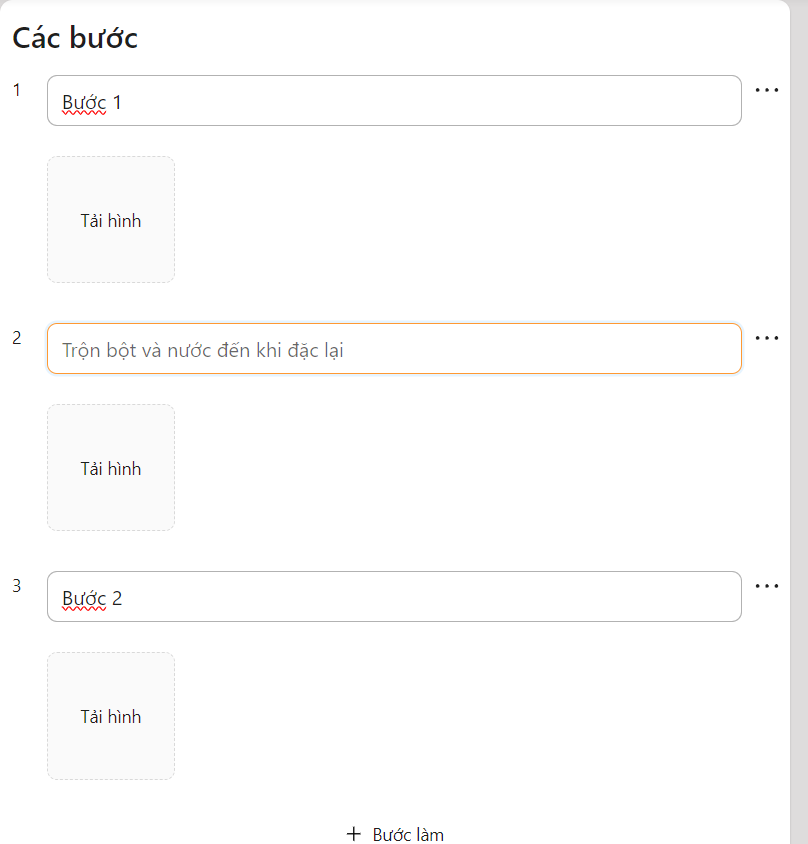 Các bước
1
Bước 1
Tải hình
2
Trộn bột và nước đến khi đặc lại
Tải hình
3
Bước 2
Tải hình
+ Bước làm